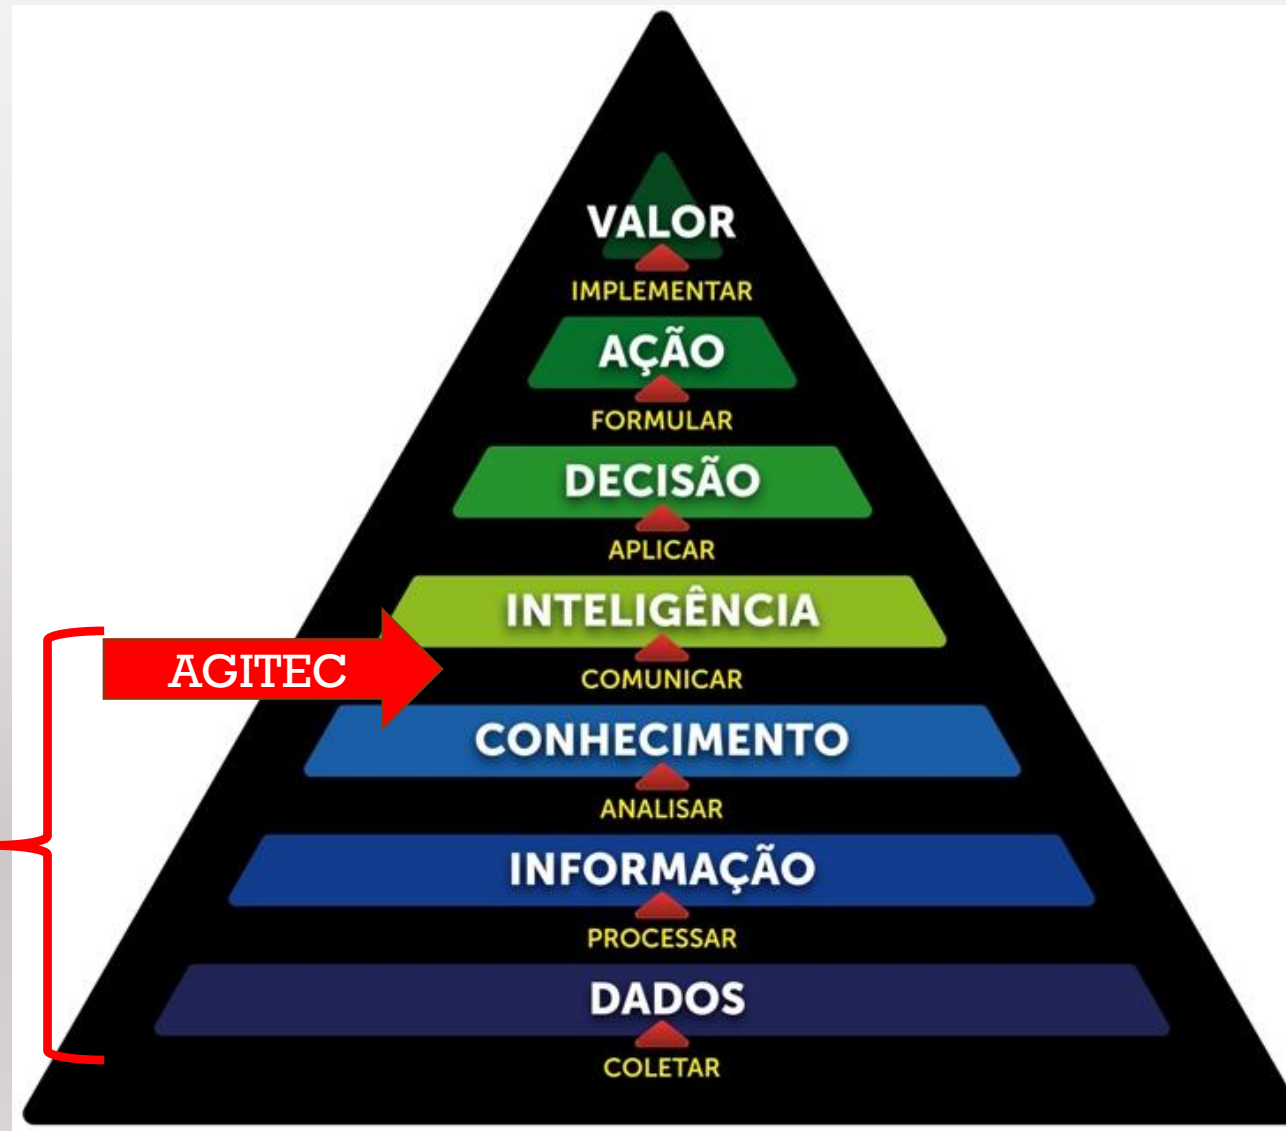 VALOR
IMPLEMENTAR
AÇÃO
FORMULAR
DECISÃO
APLICAR
INTELIGÊNCIA
AGITEC
COMUNICAR
CONHECIMENTO
ANALISAR
INFORMAÇÃO
PROCESSAR
DADOS
COLETAR